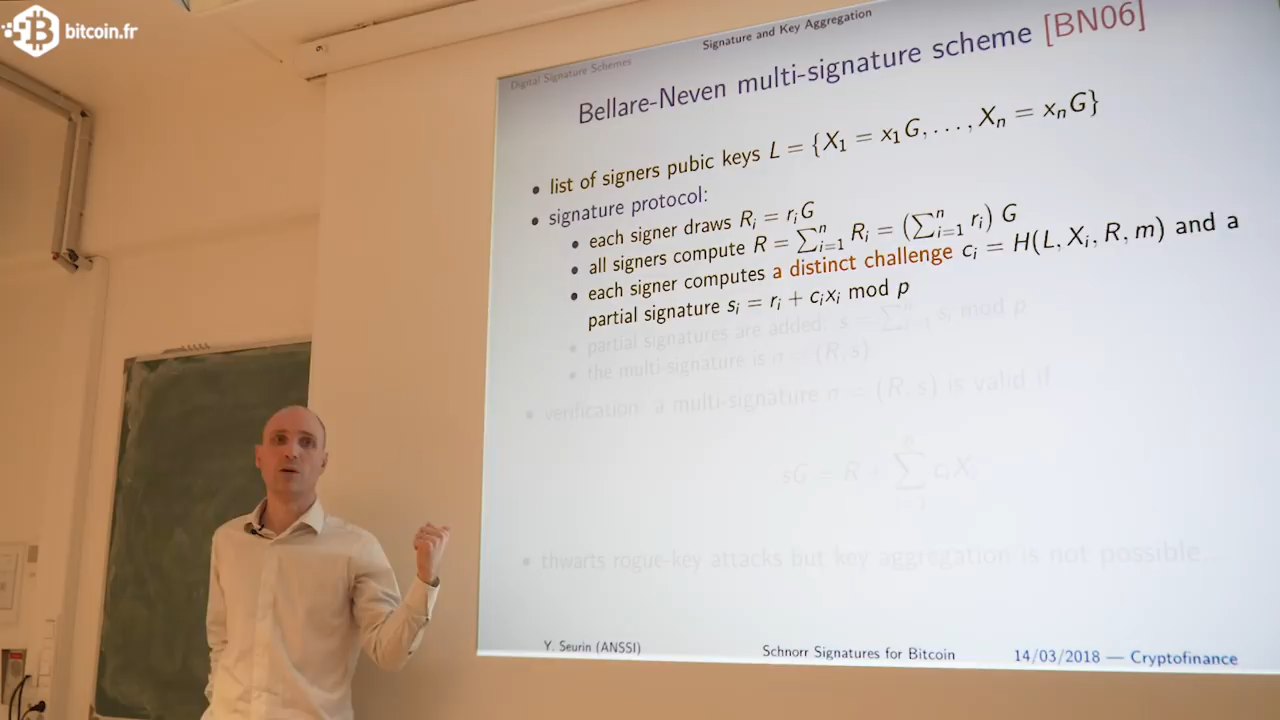 bitcoin.fr
Digital Signature Schemes
Signature and Key Aggregation
Bellare-Neven multi-signature scheme [BN06]
• list of signers pubic keys L = {X₁ = x₁G, . . . , Xₙ = xₙG}
• signature protocol:
• each signer draws Rᵢ = rᵢG
• all signers compute R = ∑ⁿᵢ₌₁ Rᵢ = (∑ⁿᵢ₌₁ rᵢ) G
• each signer computes a distinct challenge cᵢ = H(L, Xᵢ, R, m) and a
partial signature sᵢ = rᵢ + cᵢxᵢ mod p
• partial signatures are added: s = ∑ⁿᵢ₌₁ sᵢ mod p
• the multi-signature is σ = (R, s)
• verification: a multi-signature σ = (R, s) is valid if
sG = R + ∑ⁿᵢ₌₁ cᵢXᵢ
• thwarts rogue-key attacks but key aggregation is not possible...
Y. Seurin (ANSSI)
Schnorr Signatures for Bitcoin
14/03/2018 — Cryptofinance